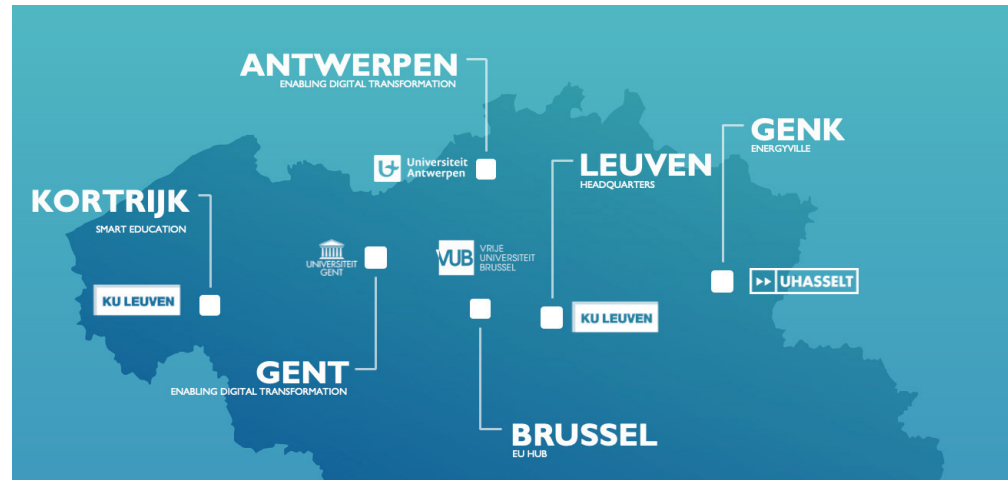 ANTWERPEN
ENABLING DIGITAL TRANSFORMATION
Universiteit
Antwerpen
GENK
ENERGYVILLE
LEUVEN
HEADQUARTERS
KORTRIJK
SMART EDUCATION
UNIVERSITEIT
GENT
VUB
VRIJE
UNIVERSITEIT
BRUSSEL
UHASSELT
KU LEUVEN
KU LEUVEN
GENT
ENABLING DIGITAL TRANSFORMATION
BRUSSEL
EU HUB